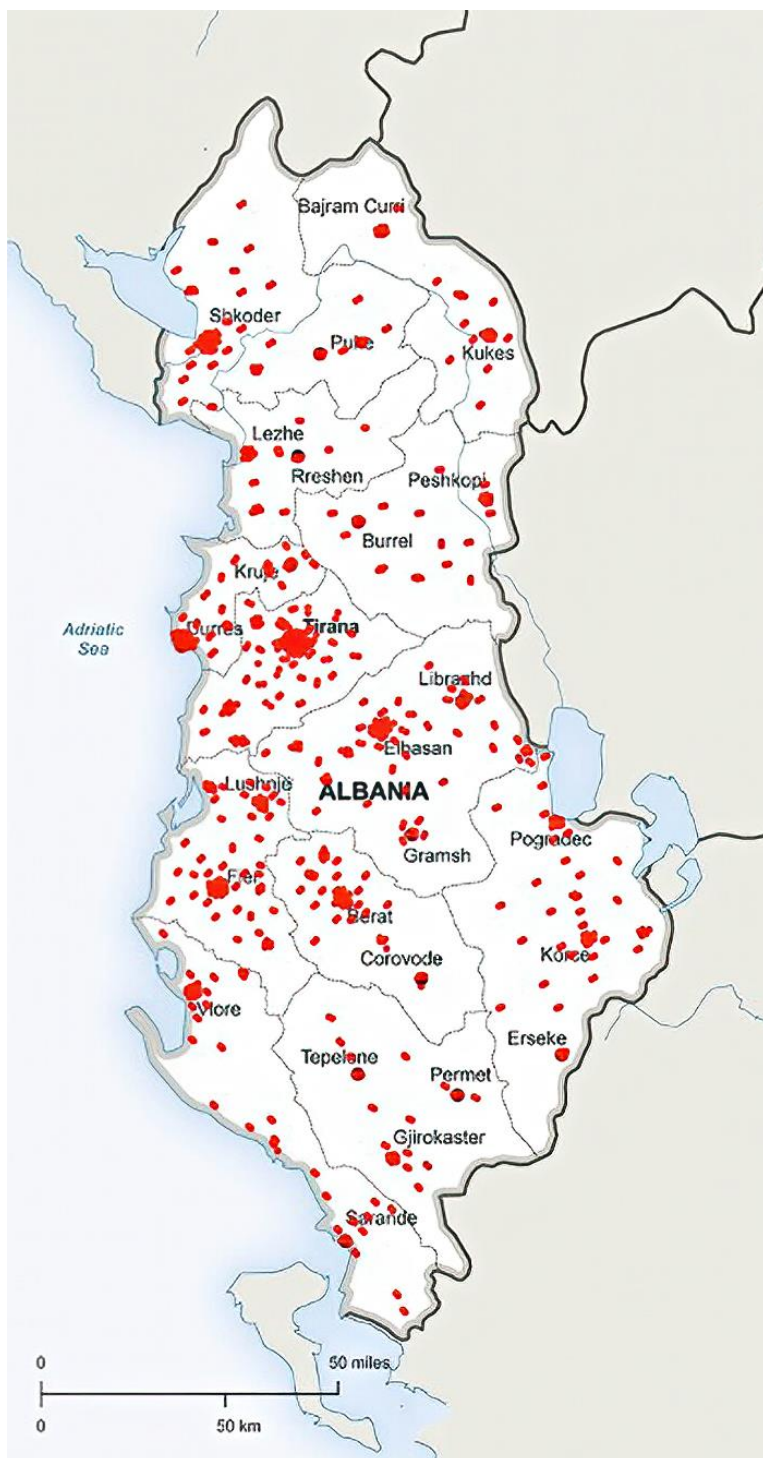 Bajram Curri
Shkoder
Puke
Kukes
Lezhe
Rreshen
Peshkopi
Burrel
Kruje
Adriatic
Sea
Durres
Tirana
Librazhd
Elbasan
Lushnje
ALBANIA
Pogradec
Gramsh
Fier
Berat
Korce
Corovode
Vlore
Erseke
Tepelene
Permet
Gjirokaster
Sarande
0
50 miles
0
50 km